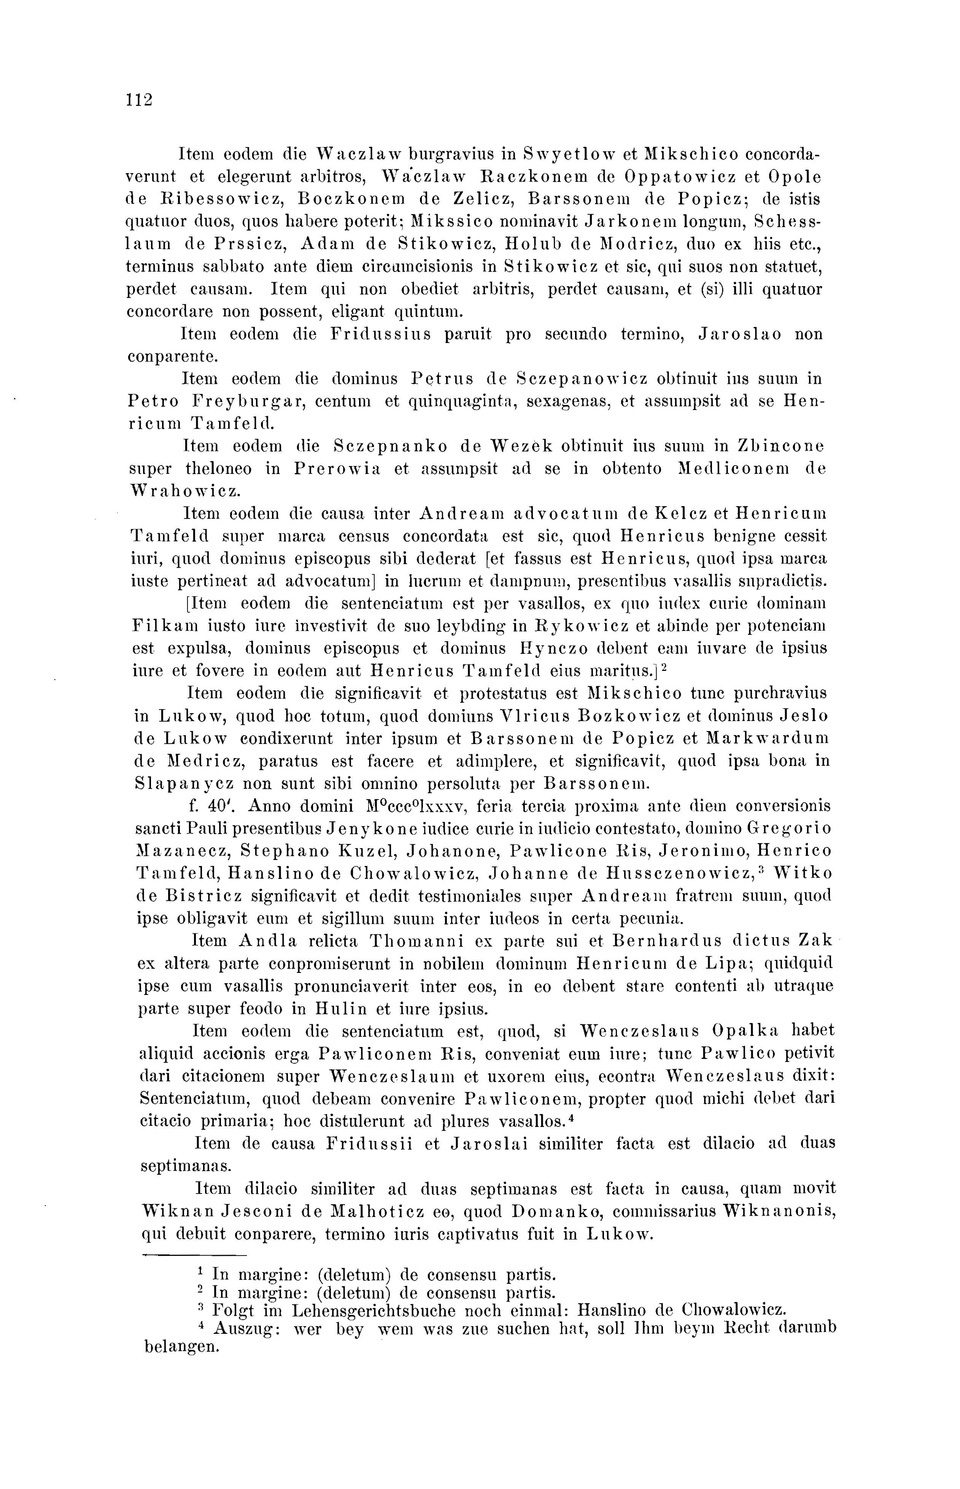 112
Item eodem die Waczlaw burgravius in Swyetlow et Mikschico concorda-
verunt et elegerunt arbitros, Waczlaw Raczkonem de Oppatowicz et Opole
de Ribessowicz, Boczkonem de Zelicz, Barssonem de Popicz; de istis
quatuor duos, quos habere poterit; Mikssico nominavit Jarkonem longum, Schess-
laum de Prssicz, Adam de Stikowicz, Holub de Modricz, duo ex hiis etc.,
terminus sabbato ante diem circumcisionis in Stikowicz et sic, qui suos non statuet,
perdet causam. Item qui non obediet arbitris, perdet causam, et (si) illi quatuor
concordare non possent, eligant quintum.
Item eodem die Fridussius paruit pro secundo termino, Jaroslao non
conparente.
Item eodem die dominus Petrus de Sczepanowicz obtinuit ius suum in
Petro Freyburgar, centum et quinquaginta, sexagenas, et assumpsit ad se Hen-
ricum Tamfeld.
Item eodem die Sczepnanko de Wezek obtinuit ius suum in Zbincone
super theloneo in Prerowia et assumpsit ad se in obtento Medliconem de
Wrahowicz.
Item eodem die causa inter Andream advocatum de Kelcz et Henricum
Tamfeld super marca census concordata est sic, quod Henricus benigne cessit
iuri, quod dominus episcopus sibi dederat [et fassus est Henricus, quod ipsa marca
iuste pertineat ad advocatum] in lucrum et dampnum, presentibus vasallis supradictis.
[Item eodem die sentenciatum est per vasallos, ex quo iudex curie dominam
Filkam iusto iure investivit de suo leybding in Rykowicz et abinde per potenciam
est expulsa, dominus episcopus et dominus Hynczo debent eam iuvare de ipsius
iure et fovere in eodem aut Henricus Tamfeld eius maritus.]²
Item eodem die significavit et protestatus est Mikschico tunc purchravius
in Lukow, quod hoc totum, quod domiuns Vlricus Bozkowicz et dominus Jeslo
de Lukow condixerunt inter ipsum et Barssonem de Popicz et Markwardum
de Medricz, paratus est facere et adimplere, et significavit, quod ipsa bona in
Slapanycz non sunt sibi omnino persoluta per Barssonem.
f. 40'. Anno domini M⁰ccc⁰lxxxv, feria tercia proxima ante diem conversionis
sancti Pauli presentibus Jenykone iudice curie in iudicio contestato, domino Gregorio
Mazanecz, Stephano Kuzel, Johanone, Pawlicone Ris, Jeronimo, Henrico
Tamfeld, Hanslino de Chowalowicz, Johanne de Hussczenowicz,³ Witko
de Bistricz significavit et dedit testimoniales super Andream fratrem suum, quod
ipse obligavit eum et sigillum suum inter iudeos in certa pecunia.
Item Andla relicta Thomanni ex parte sui et Bernhardus dictus Zak
ex altera parte conpromiserunt in nobilem dominum Henricum de Lipa; quidquid
ipse cum vasallis pronunciaverit inter eos, in eo debent stare contenti ab utraque
parte super feodo in Hulin et iure ipsius.
Item eodem die sentenciatum est, quod, si Wenczeslaus Opalka habet
aliquid accionis erga Pawliconem Ris, conveniat eum iure; tunc Pawlico petivit
dari citacionem super Wenczeslaum et uxorem eius, econtra Wenczeslaus dixit:
Sentenciatum, quod debeam convenire Pawliconem, propter quod michi debet dari
citacio primaria; hoc distulerunt ad plures vasallos.⁴
Item de causa Fridussii et Jaroslai similiter facta est dilacio ad duas
septimanas.
Item dilacio similiter ad duas septimanas est facta in causa, quam movit
Wiknan Jesconi de Malhoticz eo, quod Domanko, commissarius Wiknanonis,
qui debuit conparere, termino iuris captivatus fuit in Lukow.
¹ In margine: (deletum) de consensu partis.
² In margine: (deletum) de consensu partis.
³ Folgt im Lehensgerichtsbuche noch einmal: Hanslino de Chowalowicz.
⁴ Auszug: wer bey wem was zue suchen hat, soll Ihm beym Recht darumb
belangen.